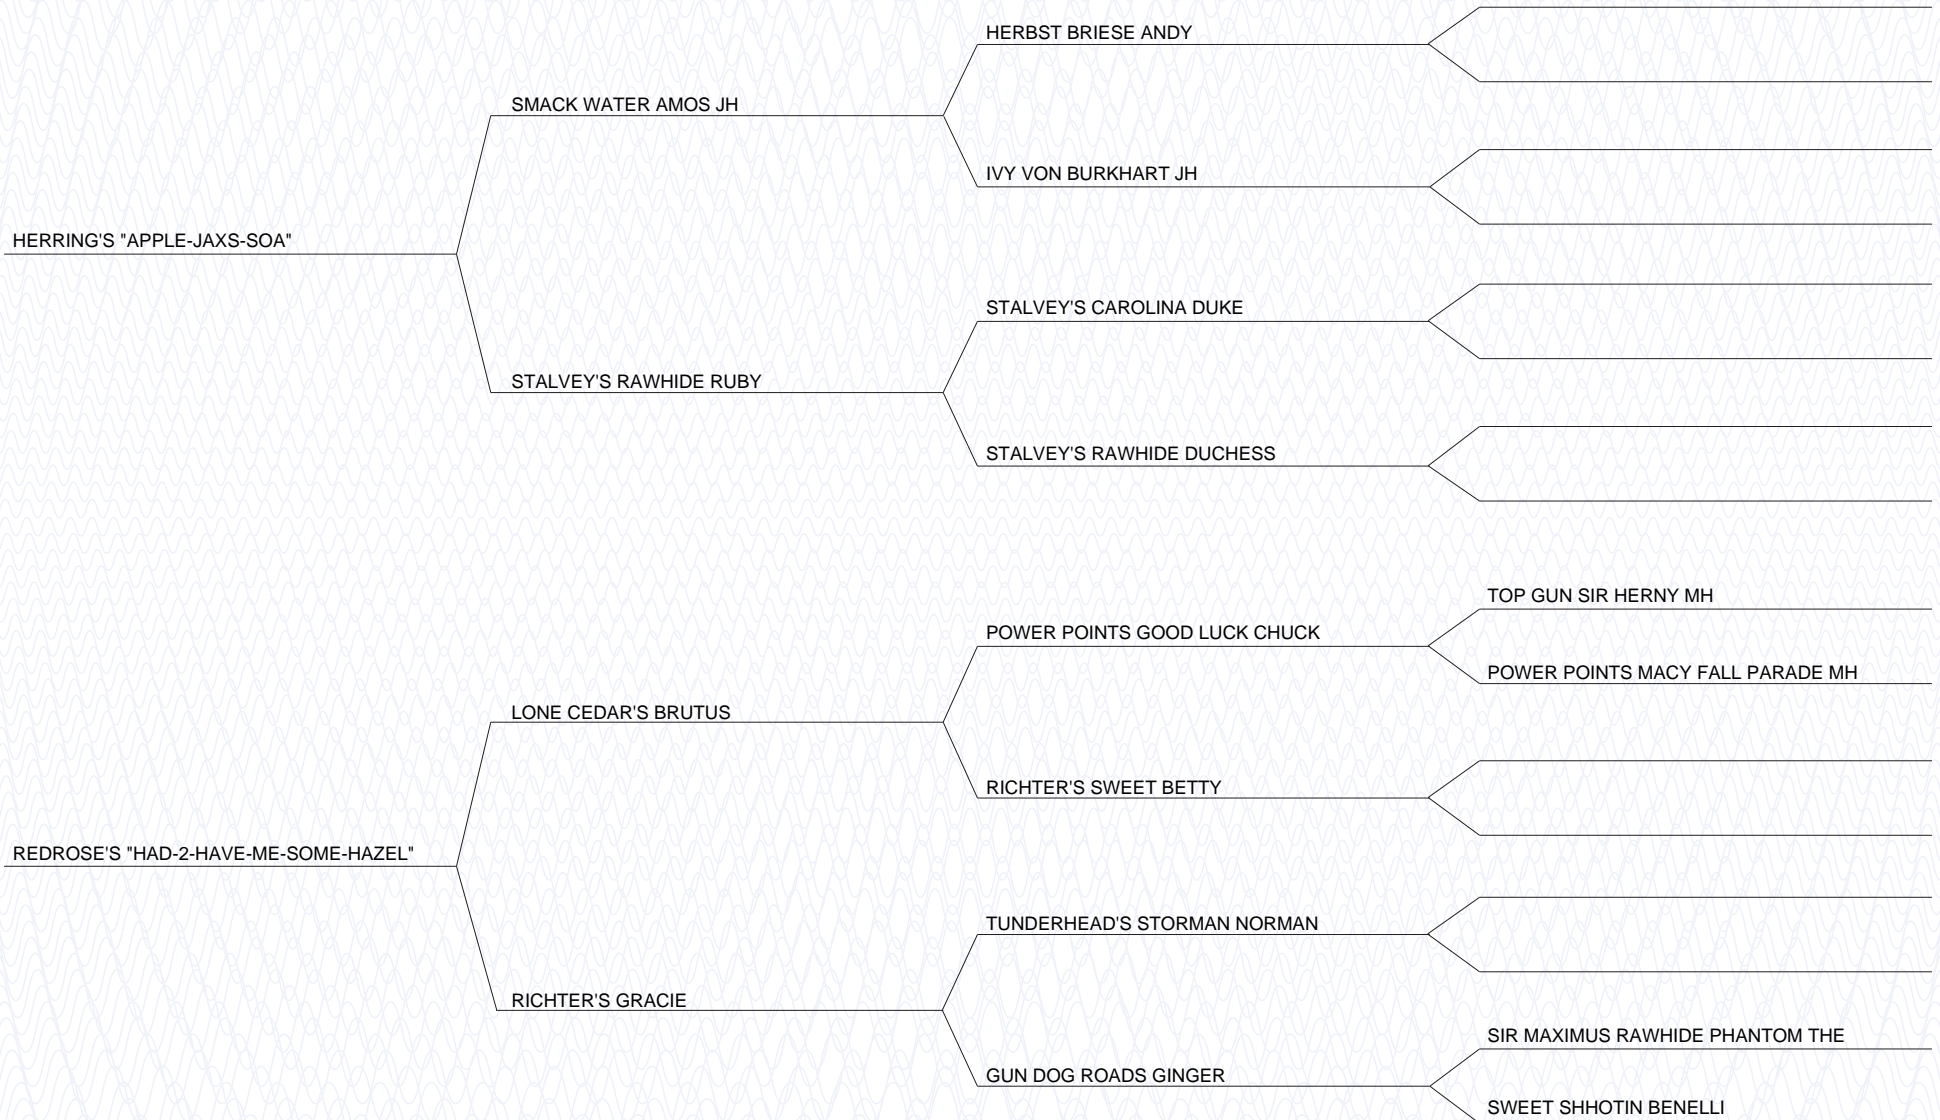 HERBST BRIESE ANDY
SMACK WATER AMOS JH
IVY VON BURKHART JH
HERRING'S "APPLE-JAXS-SOA"
STALVEY'S CAROLINA DUKE
STALVEY'S RAWHIDE RUBY
STALVEY'S RAWHIDE DUCHESS
TOP GUN SIR HERNY MH
POWER POINTS GOOD LUCK CHUCK
POWER POINTS MACY FALL PARADE MH
LONE CEDAR'S BRUTUS
RICHTER'S SWEET BETTY
REDROSE'S "HAD-2-HAVE-ME-SOME-HAZEL"
TUNDERHEAD'S STORMAN NORMAN
RICHTER'S GRACIE
SIR MAXIMUS RAWHIDE PHANTOM THE
GUN DOG ROADS GINGER
SWEET SHHOTIN BENELLI